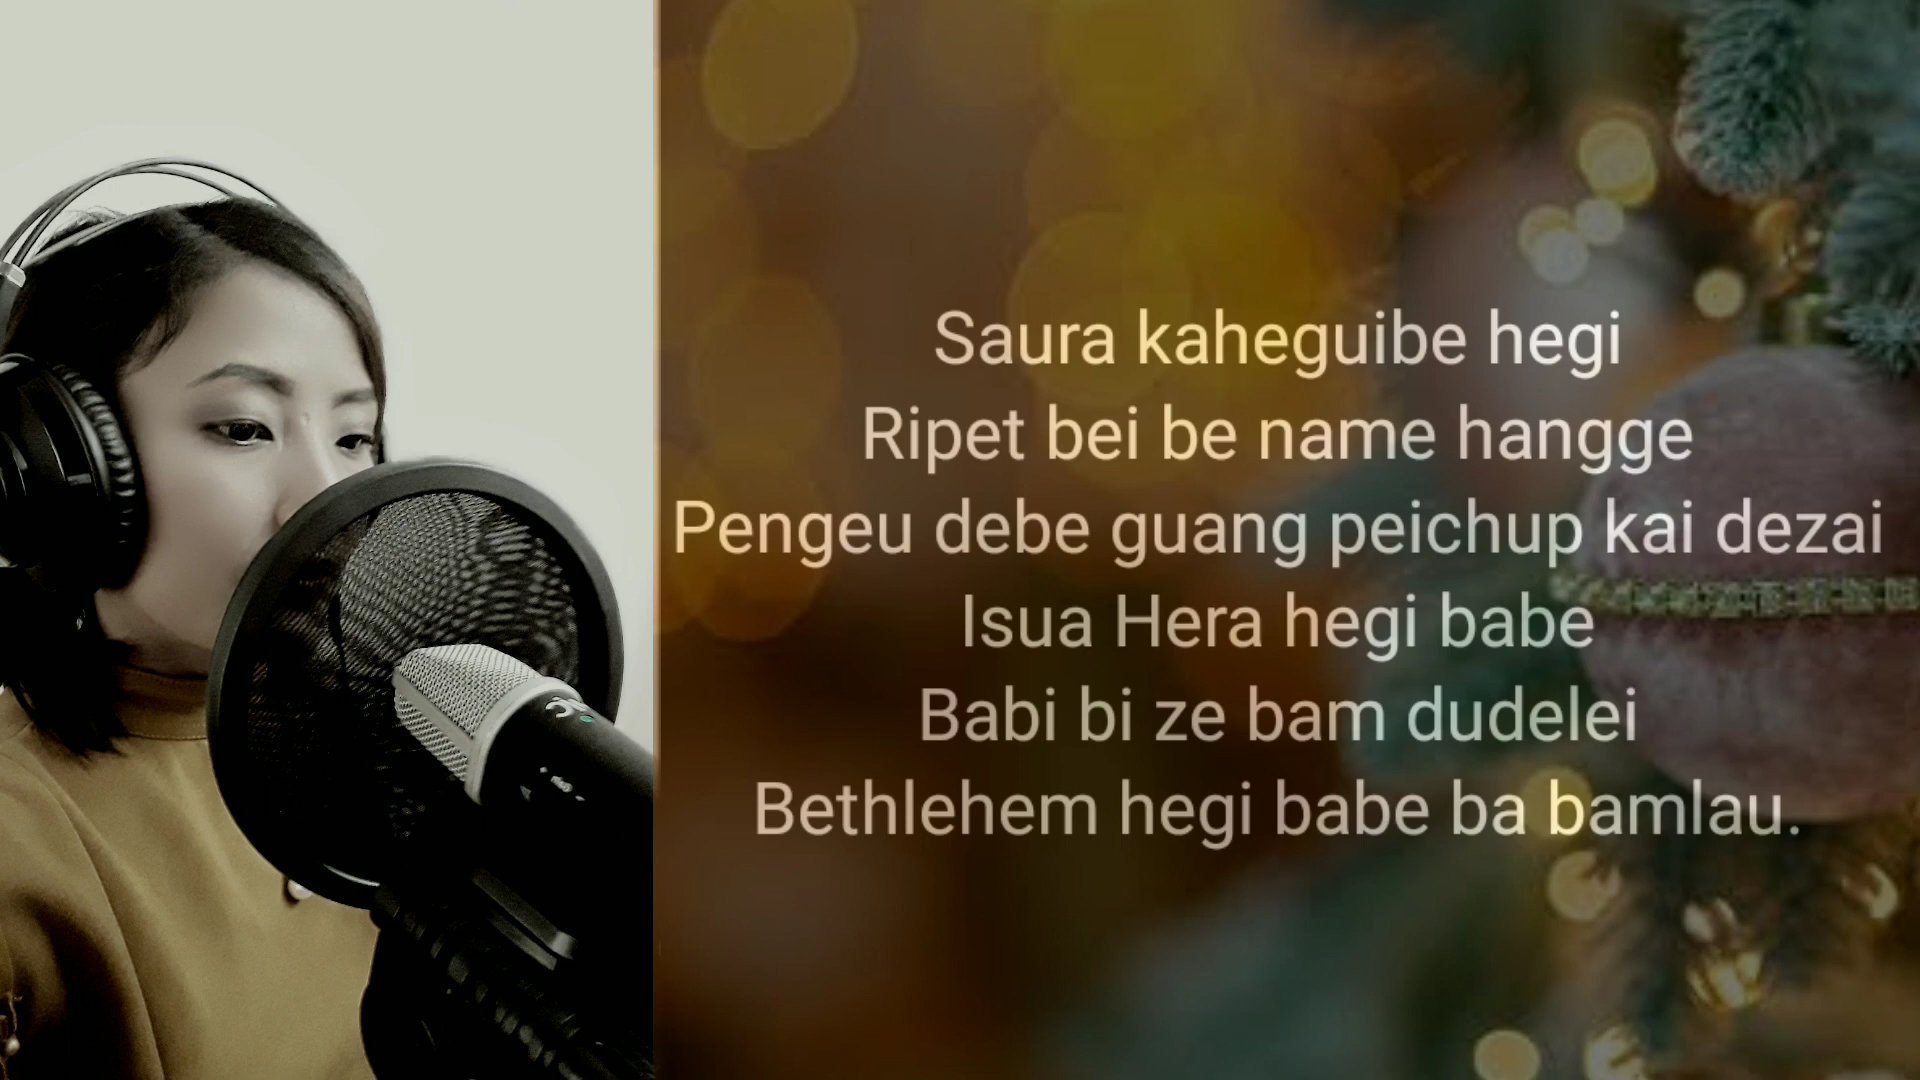 Saura kaheguibe hegi
Ripet bei be name hangge
Pengeu debe guang peichup kai dezai
Isua Hera hegi babe
Babi bi ze bam dudelei
Bethlehem hegi babe ba bamlau.